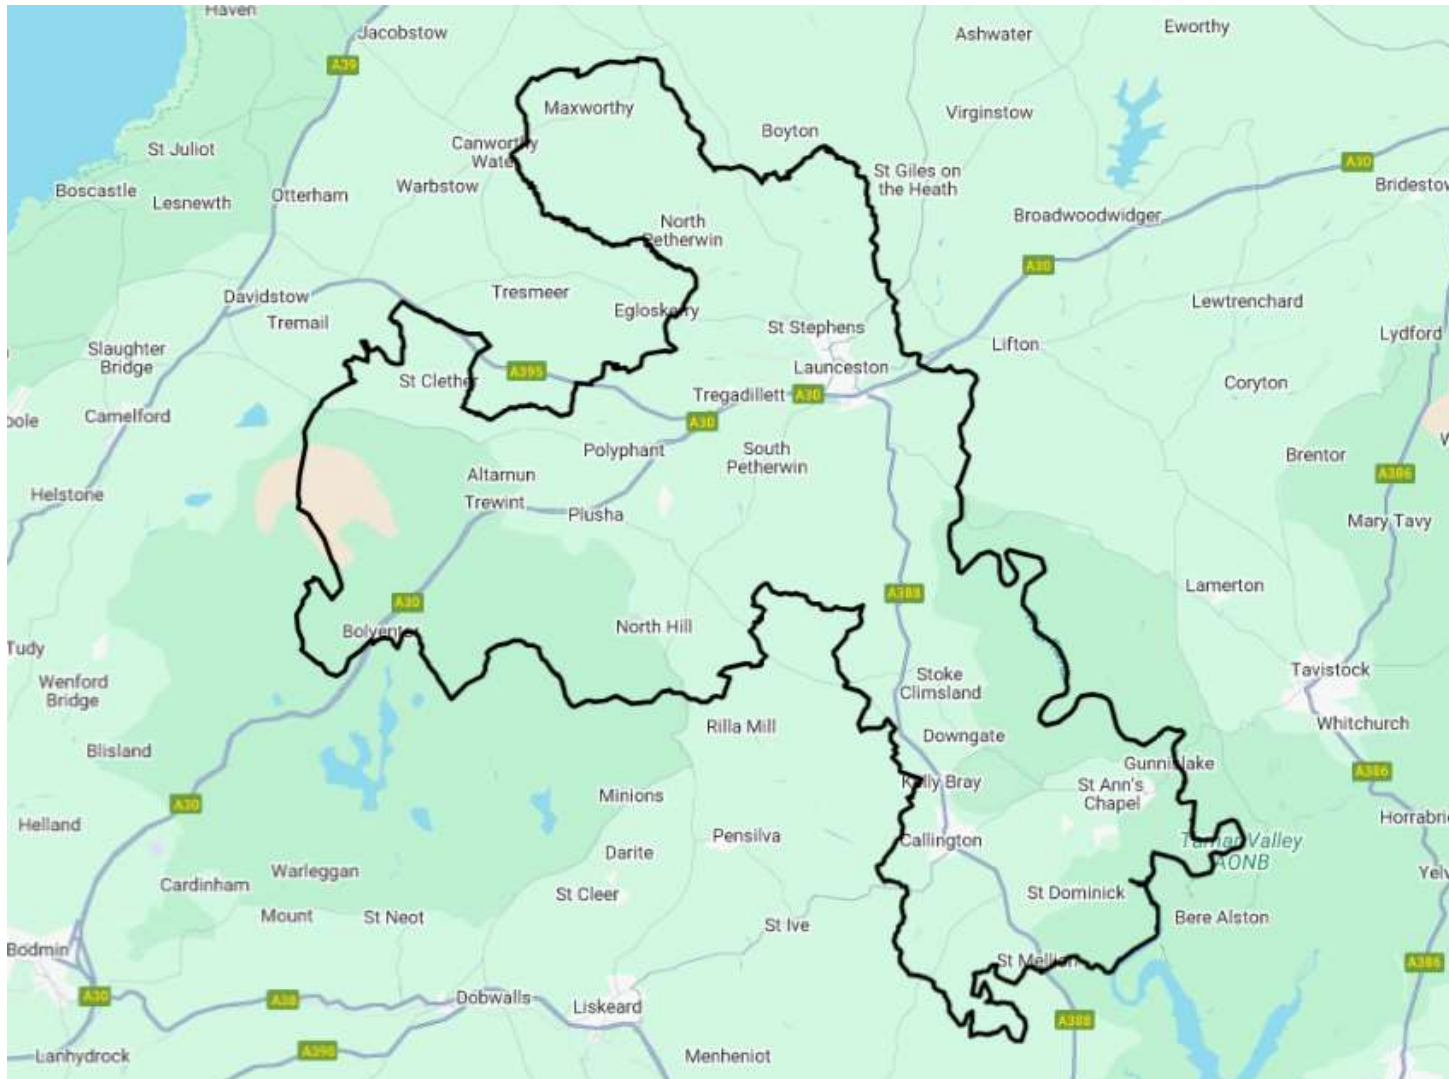 Haven
Jacobstow
Ashwater
Eworthy
A39
Maxworthy
Virginstow
Boyton
St Juliot
Canworthy
Water
A30
St Giles on
the Heath
Boscastle
Lesnewth
Otterham
Warbstow
Bridestow
Broadwoodwidger
North
Petherwin
A30
Davidstow
Tresmeer
Egloskerry
Lewtrenchard
Tremail
St Stephens
Lydford
Slaughter
Bridge
Lifton
St Clether
A395
Launceston
Coryton
Tregadillett
A30
Camelford
A30
Polyphant
South
Petherwin
Brentor
Altarnun
A386
Helstone
Trewint
Plusha
Mary Tavy
Lamerton
A30
A388
Bolventor
North Hill
Tudy
Wenford
Bridge
Stoke
Climsland
Tavistock
Rilla Mill
Downgate
Whitchurch
Blisland
Gunnislake
A386
Kelly Bray
St Ann's
Chapel
A30
Minions
Helland
Pensilva
Callington
Tamar Valley
AONB
Darite
Warleggan
Cardinham
St Cleer
St Dominick
Mount
St Neot
St Ive
Bere Alston
Bodmin
St Mellion
A386
A30
A38
Dobwalls
Liskeard
A388
Lanhydrock
A390
Menheniot